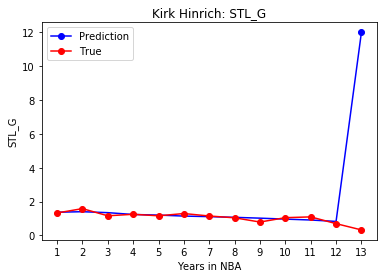 Kirk Hinrich: STL_G
Prediction
True
STL_G
12
10
8
6
4
2
0
1 2 3 4 5 6 7 8 9 10 11 12 13
Years in NBA